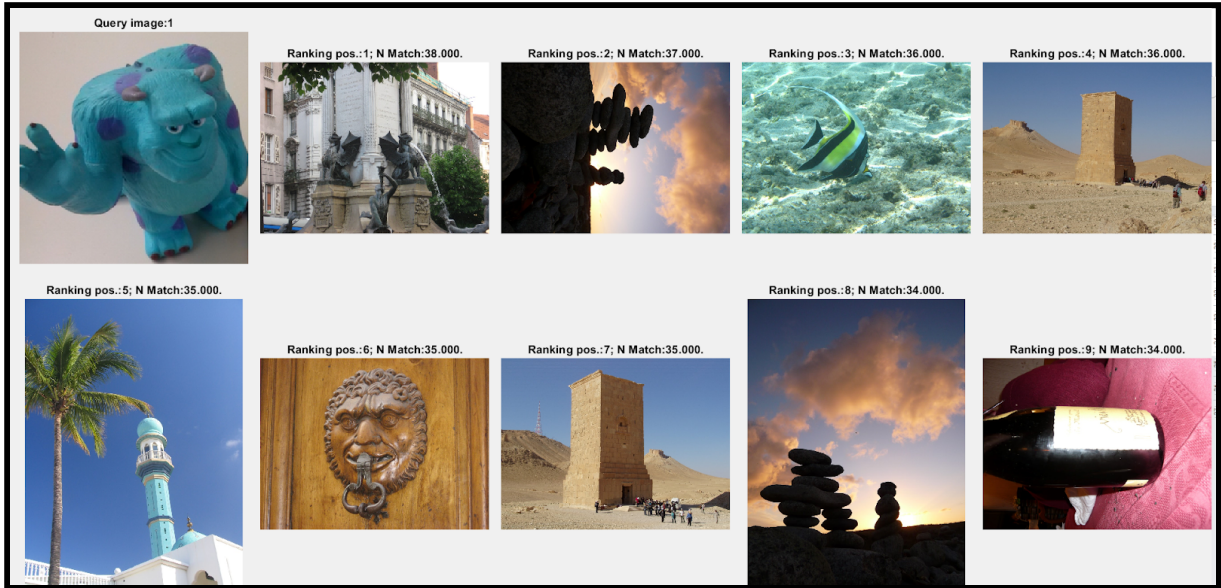 Query image:1
Ranking pos.:1; N Match:38.000.
Ranking pos.:2; N Match:37.000.
Ranking pos.:3; N Match:36.000.
Ranking pos.:4; N Match:36.000.
Ranking pos.:5; N Match:35.000.
Ranking pos.:6; N Match:35.000.
Ranking pos.:7; N Match:35.000.
Ranking pos.:8; N Match:34.000.
Ranking pos.:9; N Match:34.000.